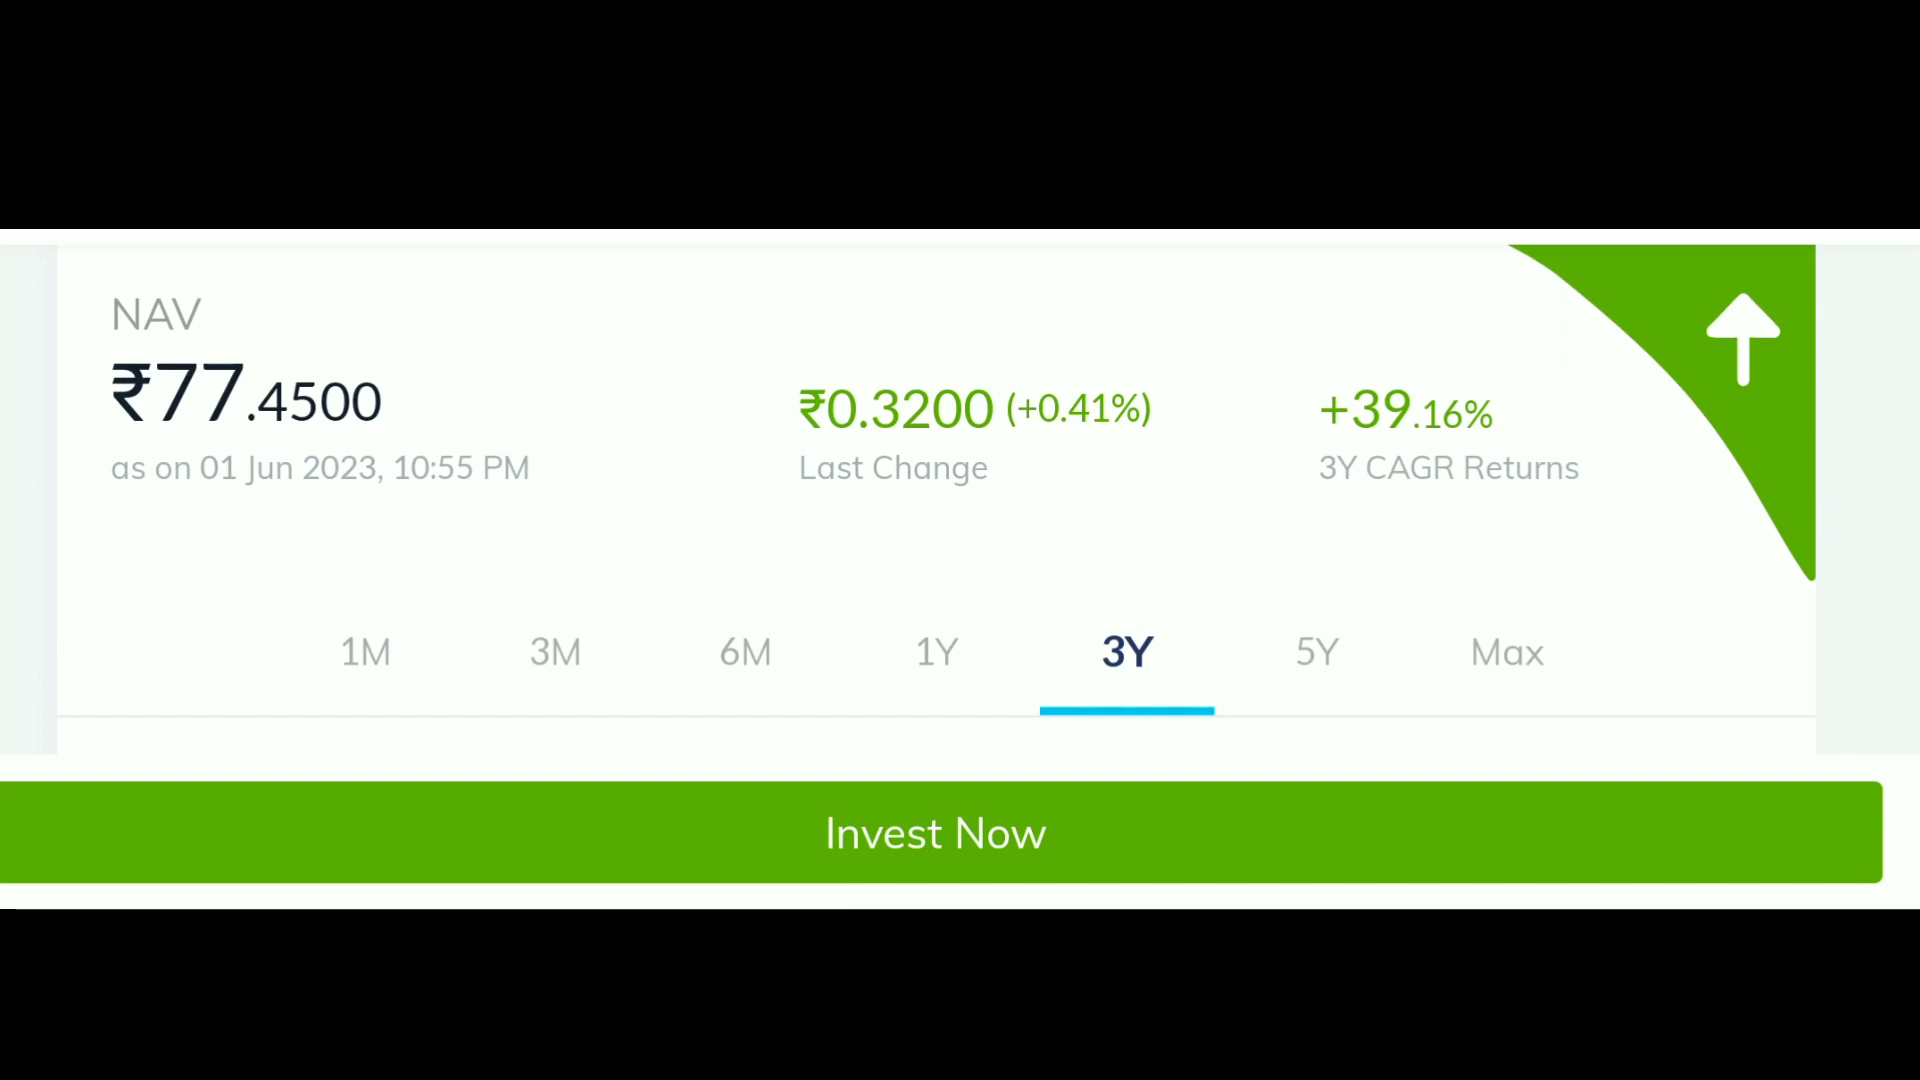 NAV
₹77.4500
as on 01 Jun 2023, 10:55 PM
₹0.3200 (+0.41%)
Last Change
+39.16%
3Y CAGR Returns
1M 3M 6M 1Y 3Y 5Y Max
Invest Now